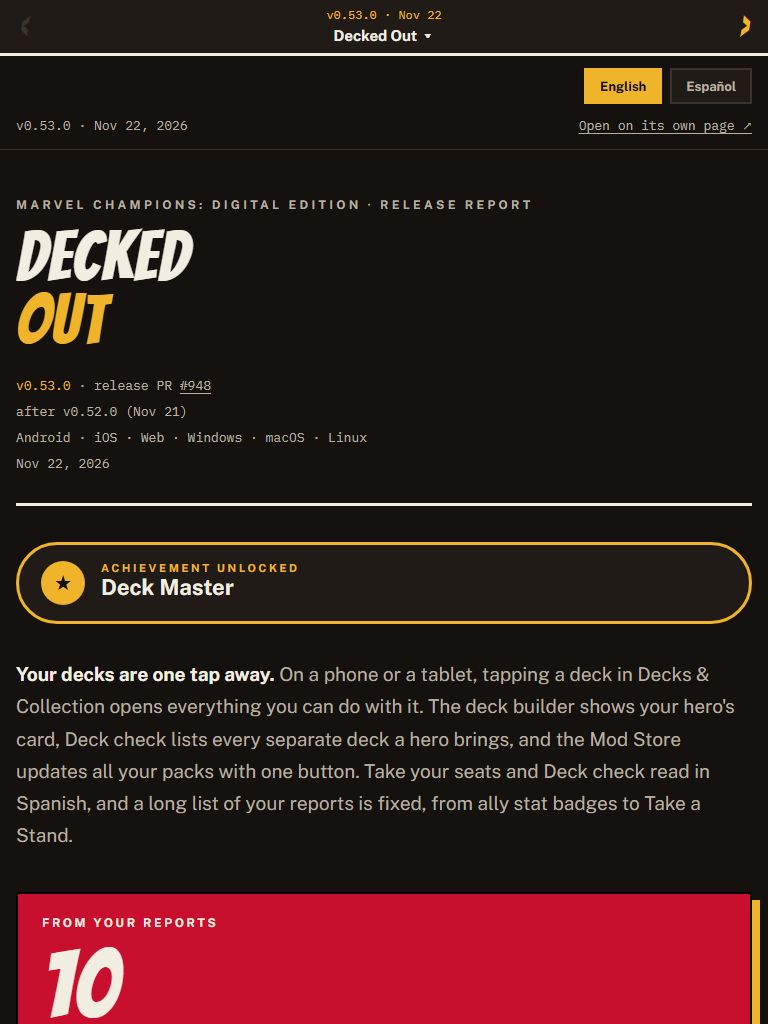 v0.53.0 · Nov 22
Decked Out
English
Español
v0.53.0 · Nov 22, 2026
Open on its own page ↗
MARVEL CHAMPIONS: DIGITAL EDITION · RELEASE REPORT
DECKED
OUT
v0.53.0 · release PR #948
after v0.52.0 (Nov 21)
Android · iOS · Web · Windows · macOS · Linux
Nov 22, 2026
ACHIEVEMENT UNLOCKED
Deck Master
Your decks are one tap away. On a phone or a tablet, tapping a deck in Decks &
Collection opens everything you can do with it. The deck builder shows your hero's
card, Deck check lists every separate deck a hero brings, and the Mod Store
updates all your packs with one button. Take your seats and Deck check read in
Spanish, and a long list of your reports is fixed, from ally stat badges to Take a
Stand.
FROM YOUR REPORTS
10